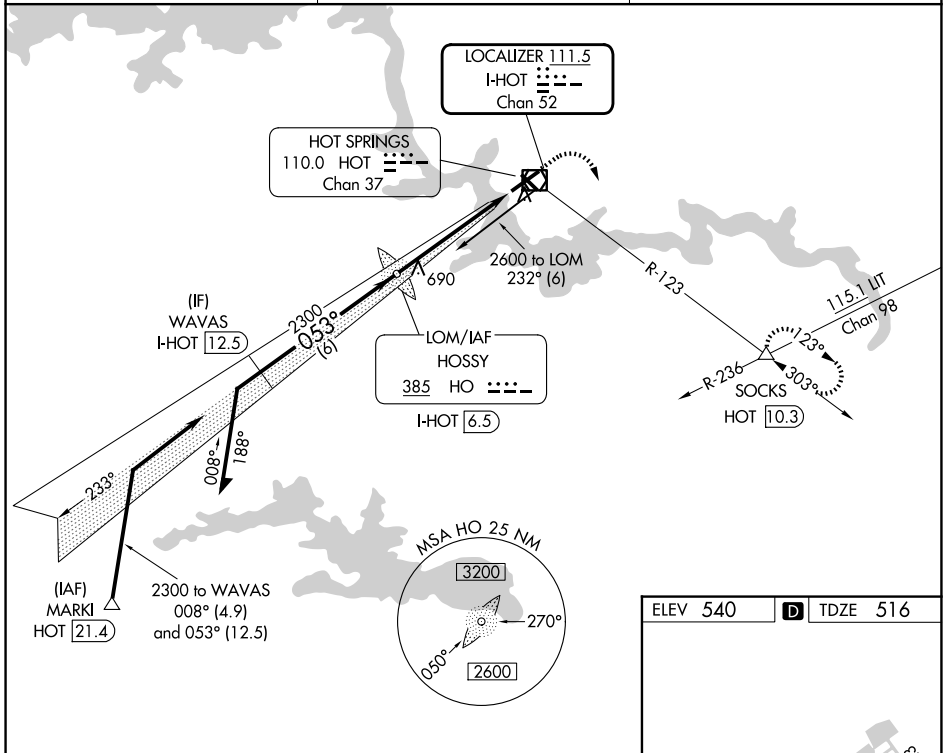 LOCALIZER 111.5
I-HOT
Chan 52
HOT SPRINGS
110.0 HOT
Chan 37
2600 to LOM
232° (6)
690
R-123
115.1 LIT
Chan 98
(IF)
WAVAS
I-HOT 12.5
2300
053°
(6)
LOM/IAF
HOSSY
385 HO
I-HOT 6.5
R-236
123°
303°
SOCKS
HOT 10.3
233°
008°
188°
(IAF)
MARKI
HOT 21.4
2300 to WAVAS
008° (4.9)
and 053° (12.5)
MSA HO 25 NM
3200
270°
050°
2600
ELEV 540
D
TDZE 516